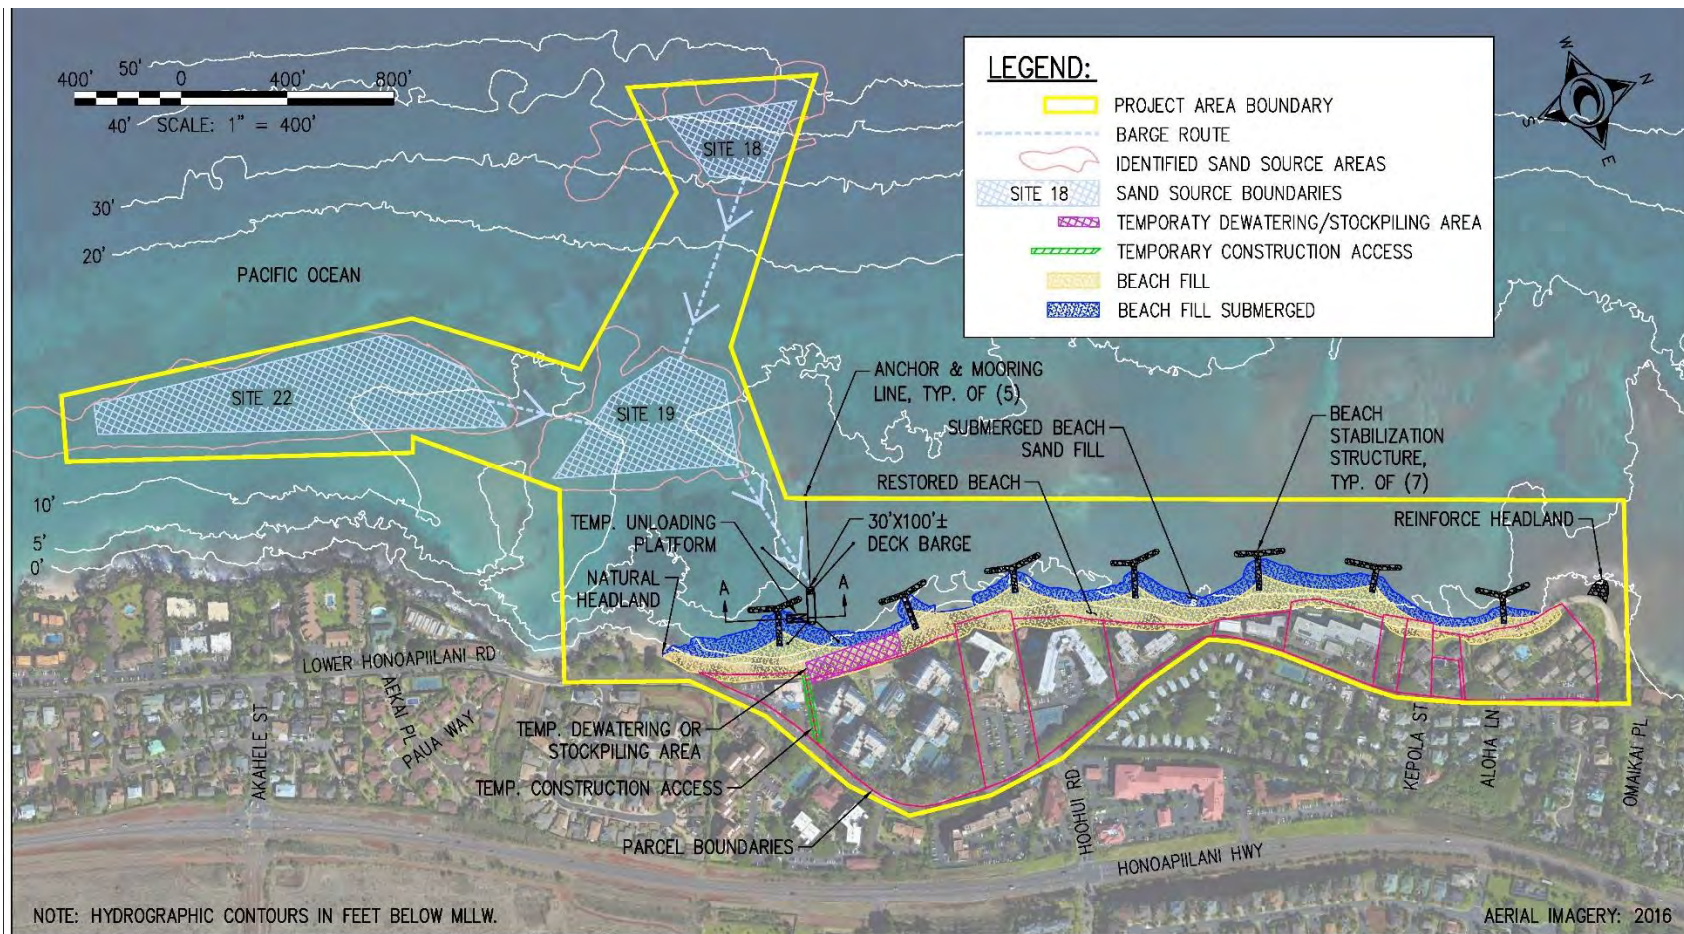 400'
50'
0
400'
800'
40'
SCALE: 1" = 400'
30'
20'
PACIFIC OCEAN
SITE 18
LEGEND:
PROJECT AREA BOUNDARY
BARGE ROUTE
IDENTIFIED SAND SOURCE AREAS
SITE 18
SAND SOURCE BOUNDARIES
TEMPORATY DEWATERING/STOCKPILING AREA
TEMPORARY CONSTRUCTION ACCESS
BEACH FILL
BEACH FILL SUBMERGED
W
N
S
E
SITE 22
SITE 19
ANCHOR & MOORING
LINE, TYP. OF (5)
SUBMERGED BEACH
SAND FILL
RESTORED BEACH
BEACH
STABILIZATION
STRUCTURE,
TYP. OF (7)
REINFORCE HEADLAND
10'
5'
0'
TEMP. UNLOADING
PLATFORM
30'X100'±
DECK BARGE
NATURAL
HEADLAND
A
A
LOWER HONOAPIILANI RD
AKAHELE ST
AEKAI PL
PAUA WAY
TEMP. DEWATERING OR
STOCKPILING AREA
TEMP. CONSTRUCTION ACCESS
PARCEL BOUNDARIES
HOOHUI RD
HONOAPIILANI HWY
KEPOLA ST
ALOHA LN
OMAIKAI PL
NOTE: HYDROGRAPHIC CONTOURS IN FEET BELOW MLLW.
AERIAL IMAGERY: 2016